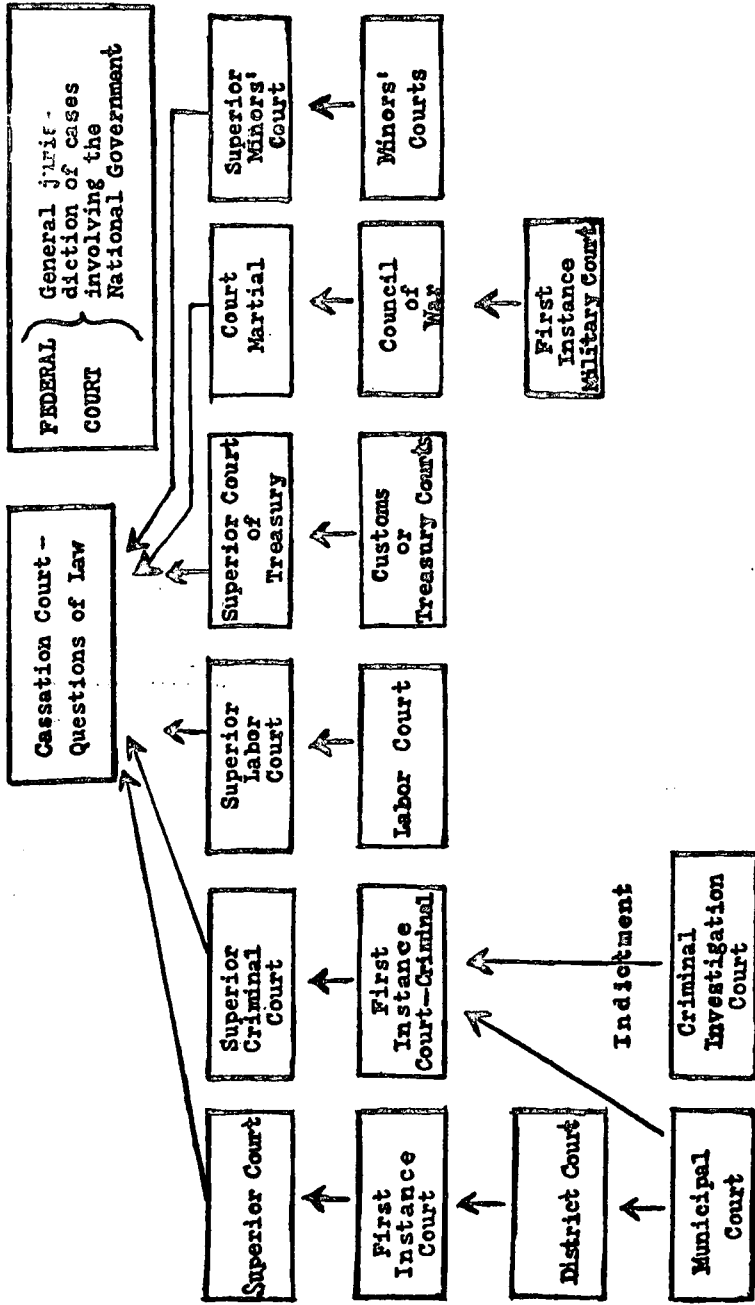 Cassation Court-
Questions of Law
FEDERAL
COURT
General juris-
diction of cases
involving the
National Government
Superior Court
Superior
Criminal
Court
Superior
Labor
Court
Superior Court
of
Treasury
Court
Martial
Superior
Minors'
Court
First
Instance
Court
First
Instance
Court-Criminal
Labor Court
Customs
or
Treasury Courts
Council
of
War
Minors'
Courts
District Court
Indictment
First
Instance
Military Court
Municipal
Court
Criminal
Investigation
Court